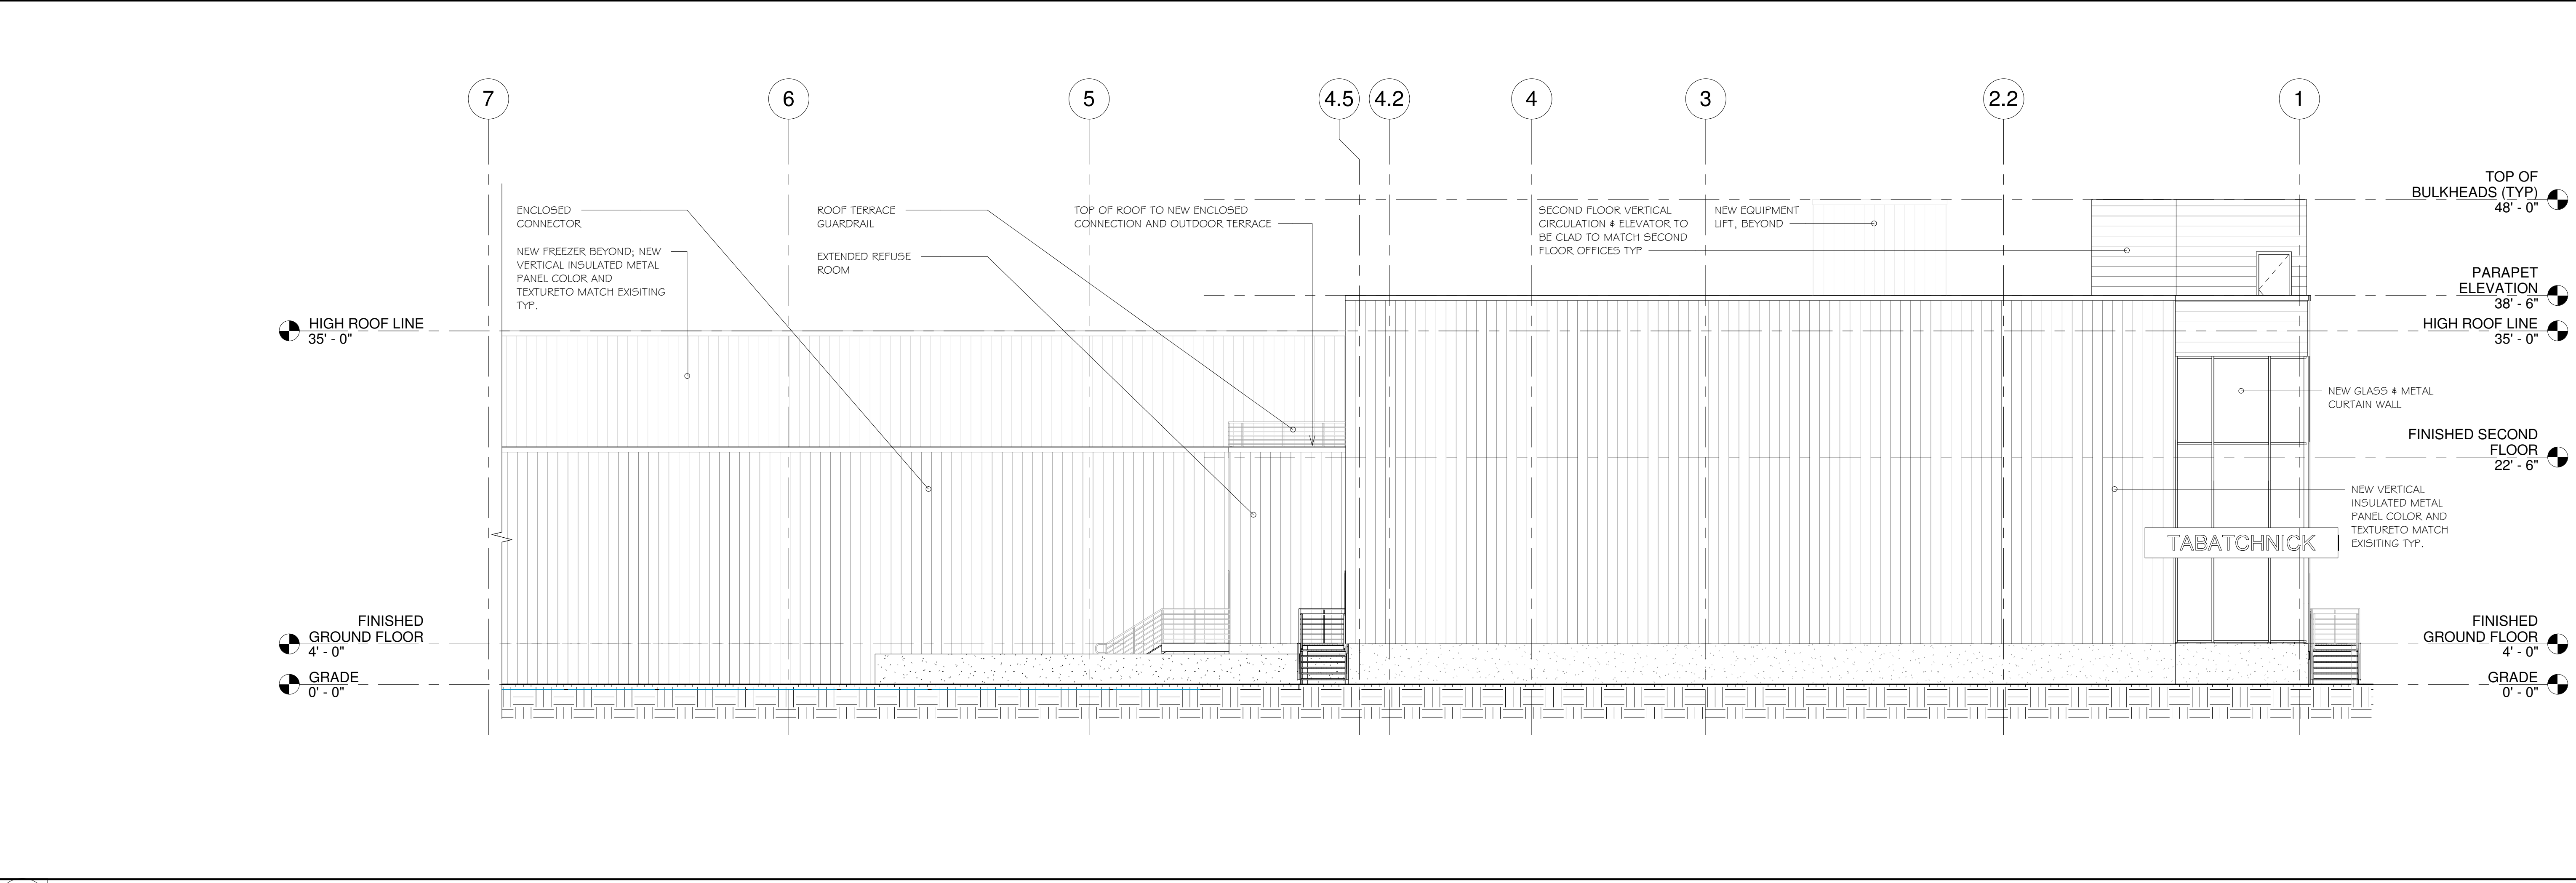 7
6
5
4.5
4.2
4
3
2.2
1
ENCLOSED
CONNECTOR
NEW FREEZER BEYOND; NEW
VERTICAL INSULATED METAL
PANEL COLOR AND
TEXTURETO MATCH EXISITING
TYP.
ROOF TERRACE
GUARDRAIL
EXTENDED REFUSE
ROOM
TOP OF ROOF TO NEW ENCLOSED
CONNECTION AND OUTDOOR TERRACE
SECOND FLOOR VERTICAL
CIRCULATION & ELEVATOR TO
BE CLAD TO MATCH SECOND
FLOOR OFFICES TYP
NEW EQUIPMENT
LIFT, BEYOND
TOP OF
BULKHEADS (TYP)
48' - 0"
PARAPET
ELEVATION
38' - 6"
HIGH ROOF LINE
35' - 0"
HIGH ROOF LINE
35' - 0"
NEW GLASS & METAL
CURTAIN WALL
FINISHED SECOND
FLOOR
22' - 6"
NEW VERTICAL
INSULATED METAL
PANEL COLOR AND
TEXTURETO MATCH
EXISITING TYP.
TABATCHNICK
FINISHED
GROUND FLOOR
4' - 0"
GRADE
0' - 0"
FINISHED
GROUND FLOOR
4' - 0"
GRADE
0' - 0"